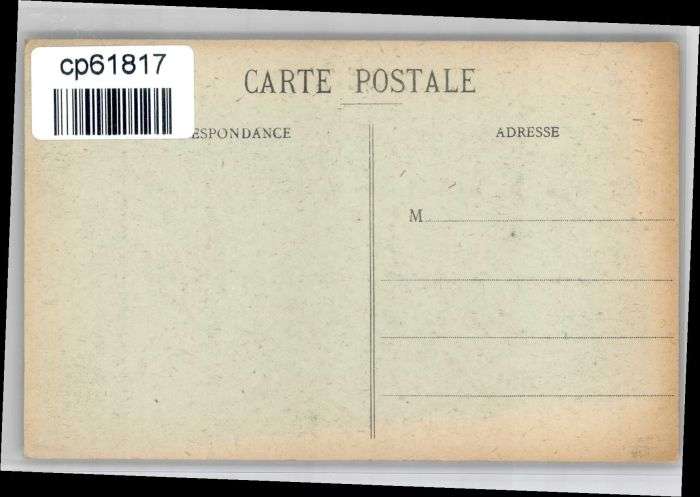 cp61817
CARTE POSTALE
ESPONDANCE
ADRESSE
M